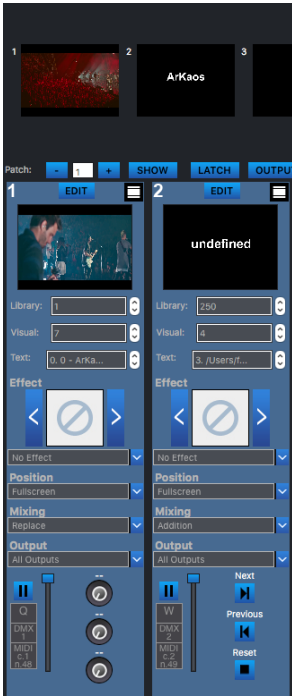 1 2 3
ArKaos
Patch: - 1 + SHOW LATCH OUTPU
1 EDIT
Library: 1
Visual: 7
Text: 0. 0 - ArKa...
Effect
< >
No Effect
Position
Fullscreen
Mixing
Replace
Output
All Outputs
Q
DMX
1
MIDI
c.1
n.48
--
--
--
2 EDIT
undefined
Library: 250
Visual: 4
Text: 3. /Users/f...
Effect
< >
No Effect
Position
Fullscreen
Mixing
Addition
Output
All Outputs
W
DMX
2
MIDI
c.2
n.49
Next
Previous
Reset